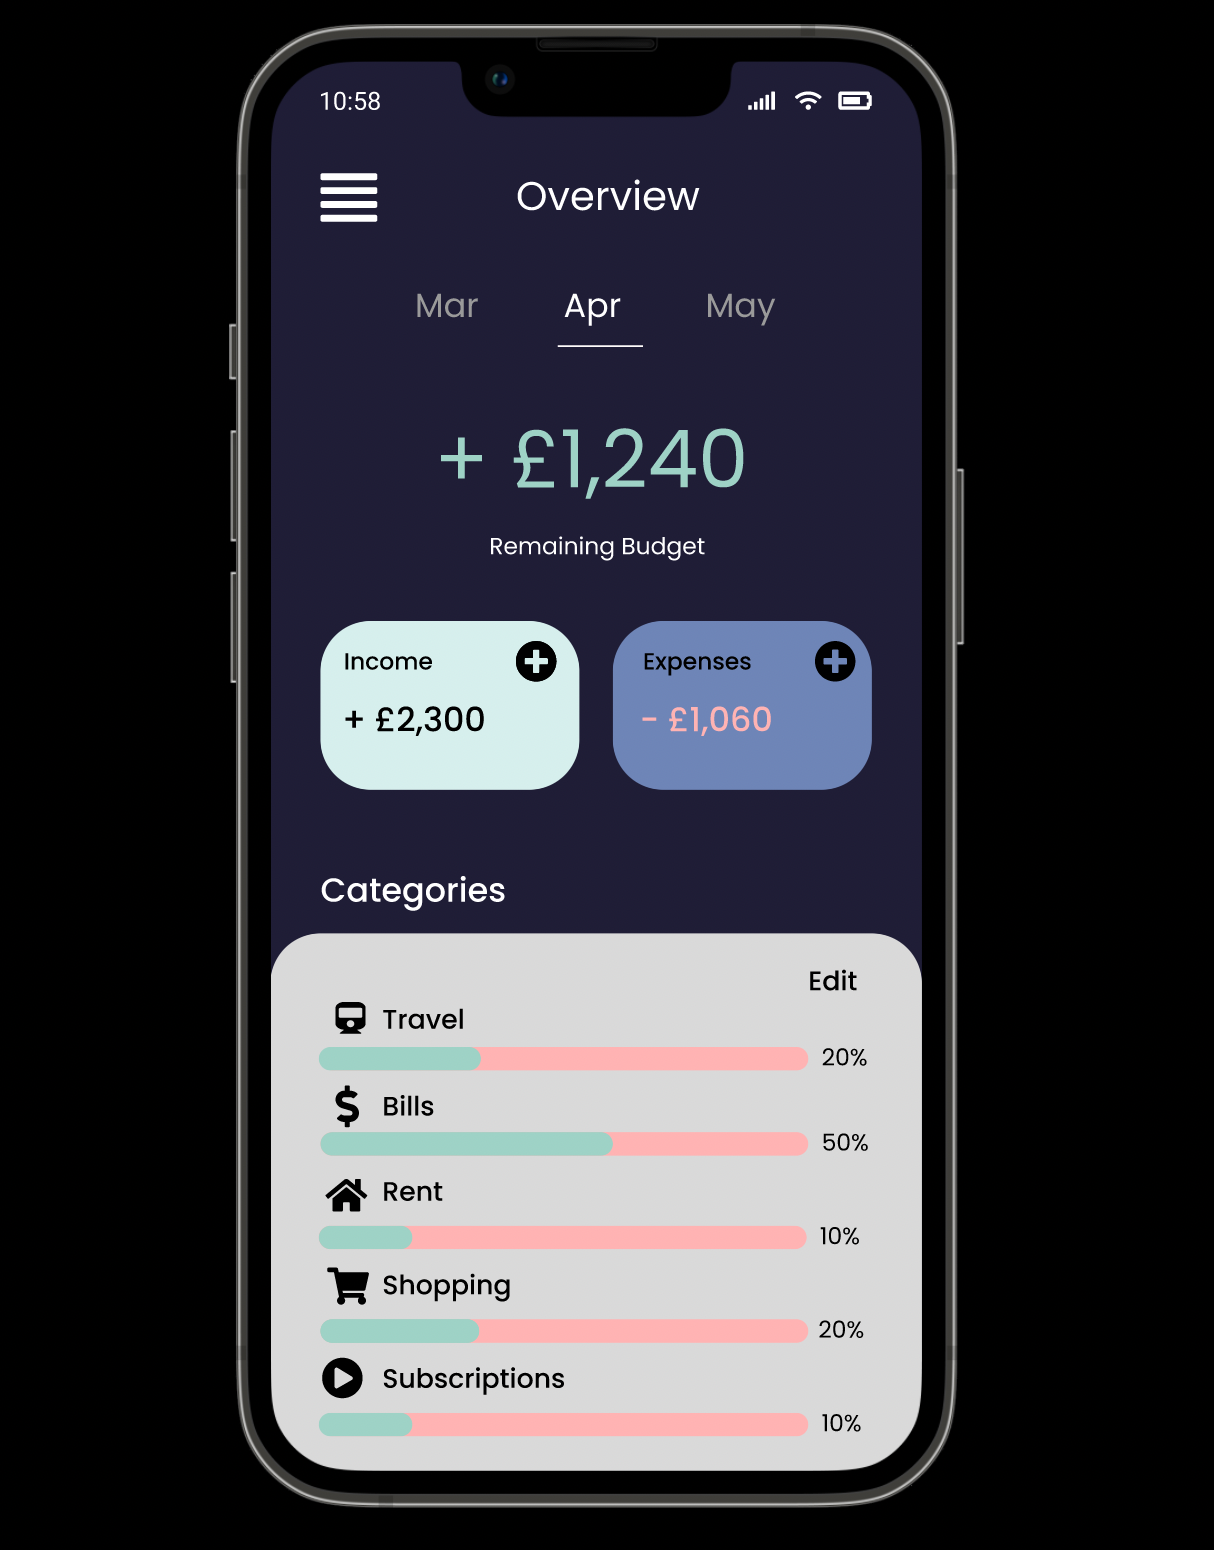 10:58
Overview
Mar Apr May
+ £1,240
Remaining Budget
Income
+ £2,300
Expenses
- £1,060
Categories
Edit
Travel
20%
Bills
50%
Rent
10%
Shopping
20%
Subscriptions
10%